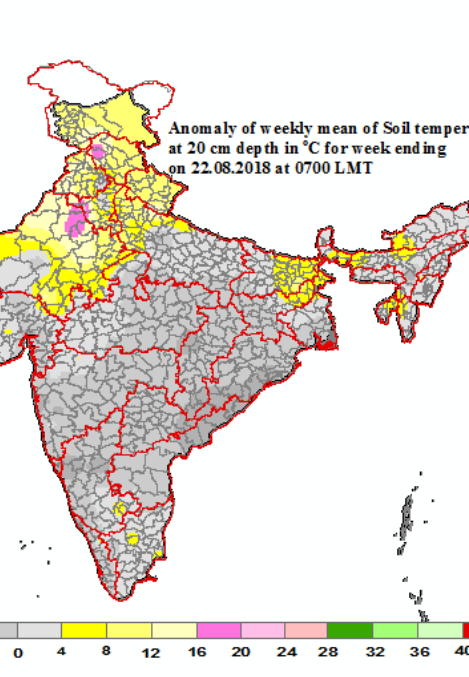 Anomaly of weekly mean of Soil temper
at 20 cm depth in °C for week ending
on 22.08.2018 at 0700 LMT
0 4 8 12 16 20 24 28 32 36 40